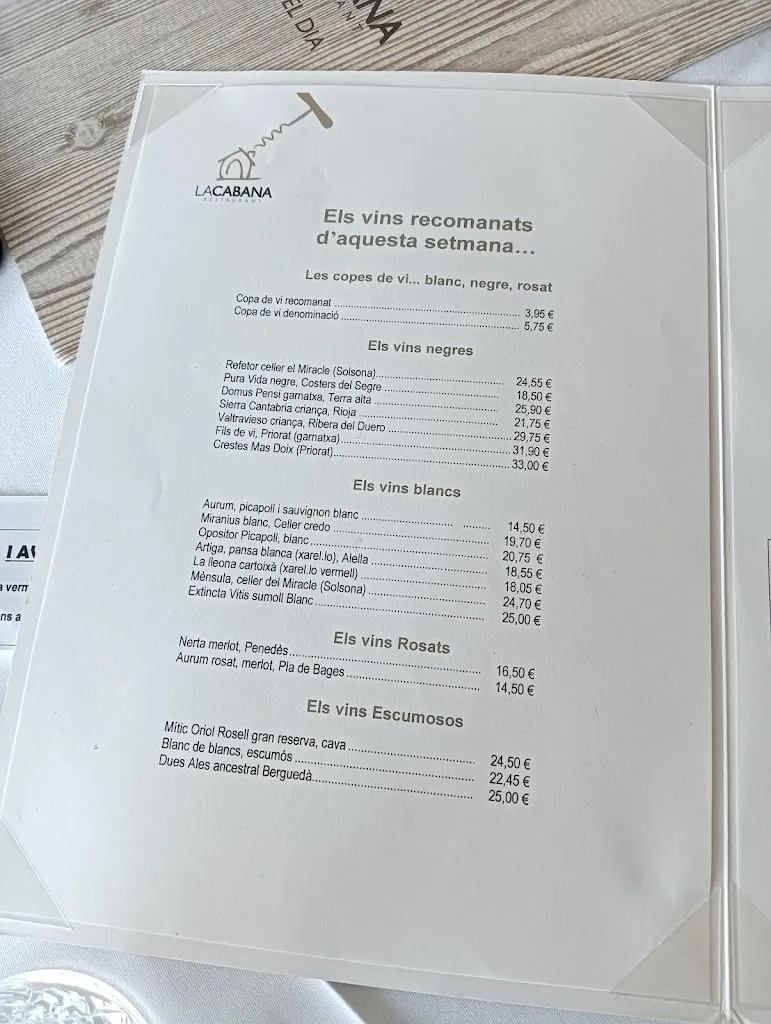 ANA
ANT
EL DIA
LACABANA
RESTAURANT
Els vins recomanats
d'aquesta setmana...
Les copes de vi... blanc, negre, rosat
Copa de vi recomanat ........ 3,95 €
Copa de vi denominació ........ 5,75 €
Els vins negres
Refetor celler el Miracle (Solsona)........ 24,55 €
Pura Vida negre, Costers del Segre ........ 18,50 €
Domus Pensi garnatxa, Terra alta ........ 25,90 €
Sierra Cantabria criança, Rioja ........ 21,75 €
Valtravieso criança, Ribera del Duero ........ 29,75 €
Fils de vi, Priorat (garnatxa)........ 31,90 €
Crestes Mas Doix (Priorat)........ 33,00 €
Els vins blancs
Aurum, picapoll i sauvignon blanc ........ 14,50 €
Miranius blanc, Celler credo ........ 19,70 €
Opositor Picapoll, blanc ........ 20,75 €
Artiga, pansa blanca (xarel.lo), Alella ........ 18,55 €
La lleona cartoixà (xarel.lo vermell) ........ 18,05 €
Mènsula, celler del Miracle (Solsona) ........ 24,70 €
Extincta Vitis sumoll Blanc ........ 25,00 €
Els vins Rosats
Nerta merlot, Penedès ........ 16,50 €
Aurum rosat, merlot, Pla de Bages ........ 14,50 €
Els vins Escumosos
Mític Oriol Rosell gran reserva, cava ........ 24,50 €
Blanc de blancs, escumós ........ 22,45 €
Dues Ales ancestral Berguedà ........ 25,00 €
I AV
a verm
ns a